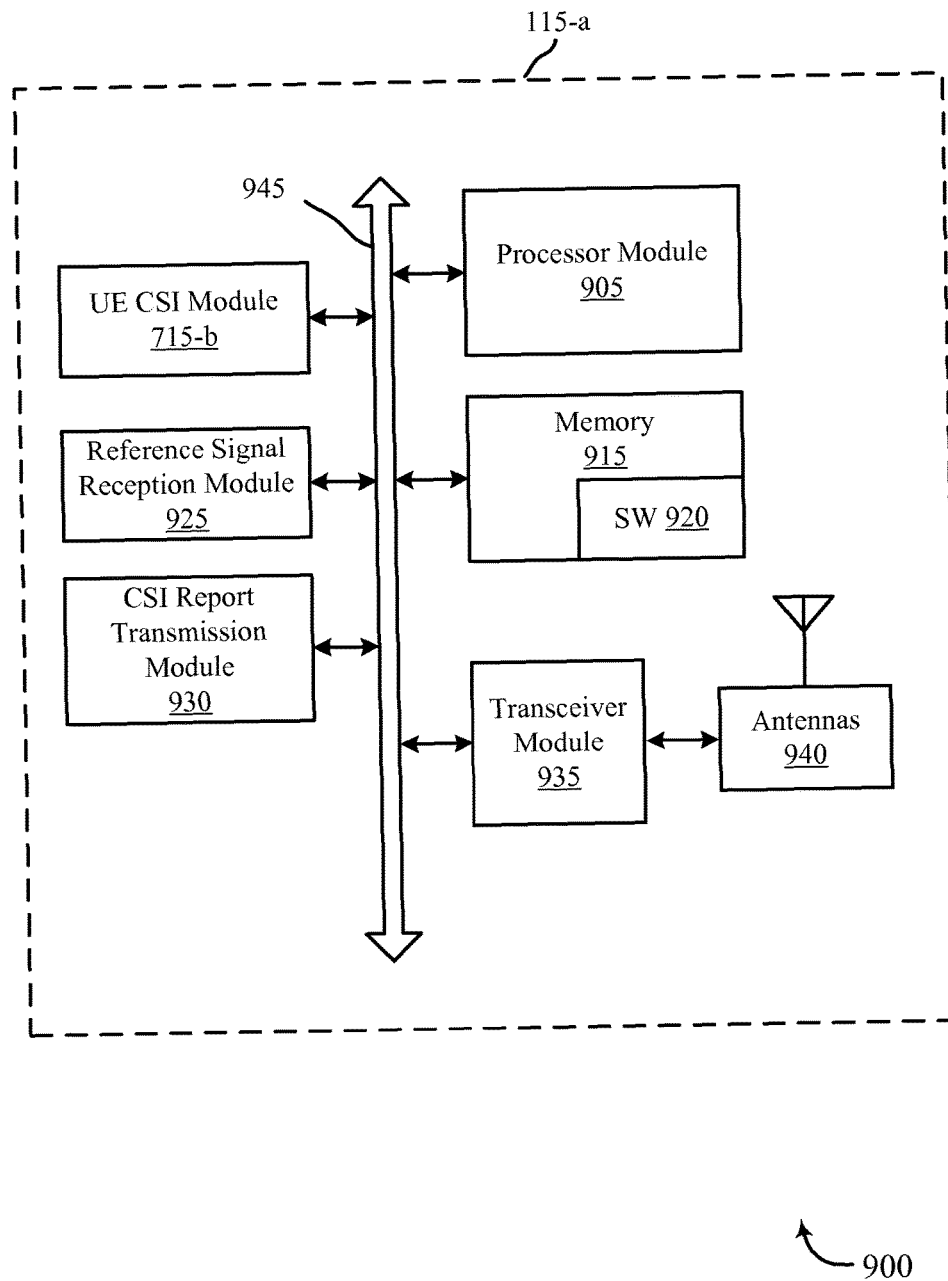 115-a
945
Processor Module
905
UE CSI Module
715-b
Memory
915
SW 920
Reference Signal
Reception Module
925
CSI Report
Transmission
Module
930
Transceiver
Module
935
Antennas
940
900